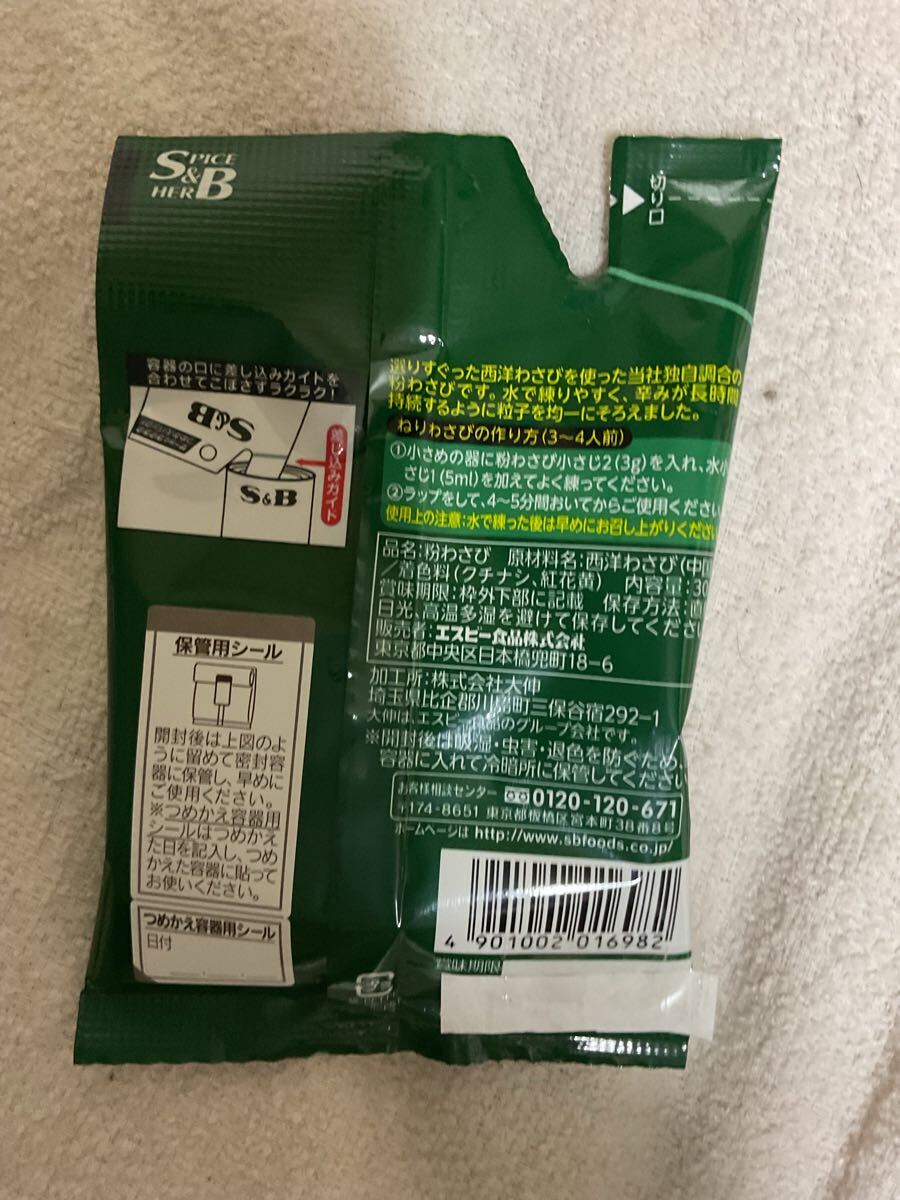 SPICE
&
HERB
切り口
容器の口に差し込みガイドを
合わせてこぼさずラクラク!
S&B
S&B
差し込みガイド
選りすぐった西洋わさびを使った当社独自調合の
粉わさびです。水で練りやすく、辛みが長時間
持続するように粒子を均一にそろえました。
ねりわさびの作り方(3〜4人前)
①小さめの器に粉わさび小さじ2(3g)を入れ、水小
さじ1(5ml)を加えてよく練ってください。
②ラップをして、4〜5分間おいてからご使用くださ
使用上の注意:水で練った後は早めにお召し上がりくださ
品名:粉わさび 原材料名:西洋わさび(中国
/着色料(クチナシ、紅花黄) 内容量:30
賞味期限:枠外下部に記載 保存方法:直
日光、高温多湿を避けて保存してくださ
販売者:エスビー食品株式会社
東京都中央区日本橋兜町18-6
加工所:株式会社大伸
埼玉県比企郡川島町三保谷宿292-1
大伸は、エスビー食品のグループ会社です。
※開封後は吸湿・虫害・退色を防ぐため
容器に入れて冷暗所に保管してくださ
お客様相談センター 0120-120-671
〒174-8651 東京都板橋区宮本町38番8号
ホームページは http://www.sbfoods.co.jp/
4 901002 016982
賞味期限
保管用シール
開封後は上図のよ
うに留めて密封容
器に保管し、早めに
ご使用ください。
※つめかえ容器用
シールはつめかえ
た日を記入し、つめ
かえた容器に貼って
お使いください。
つめかえ容器用シール
日付